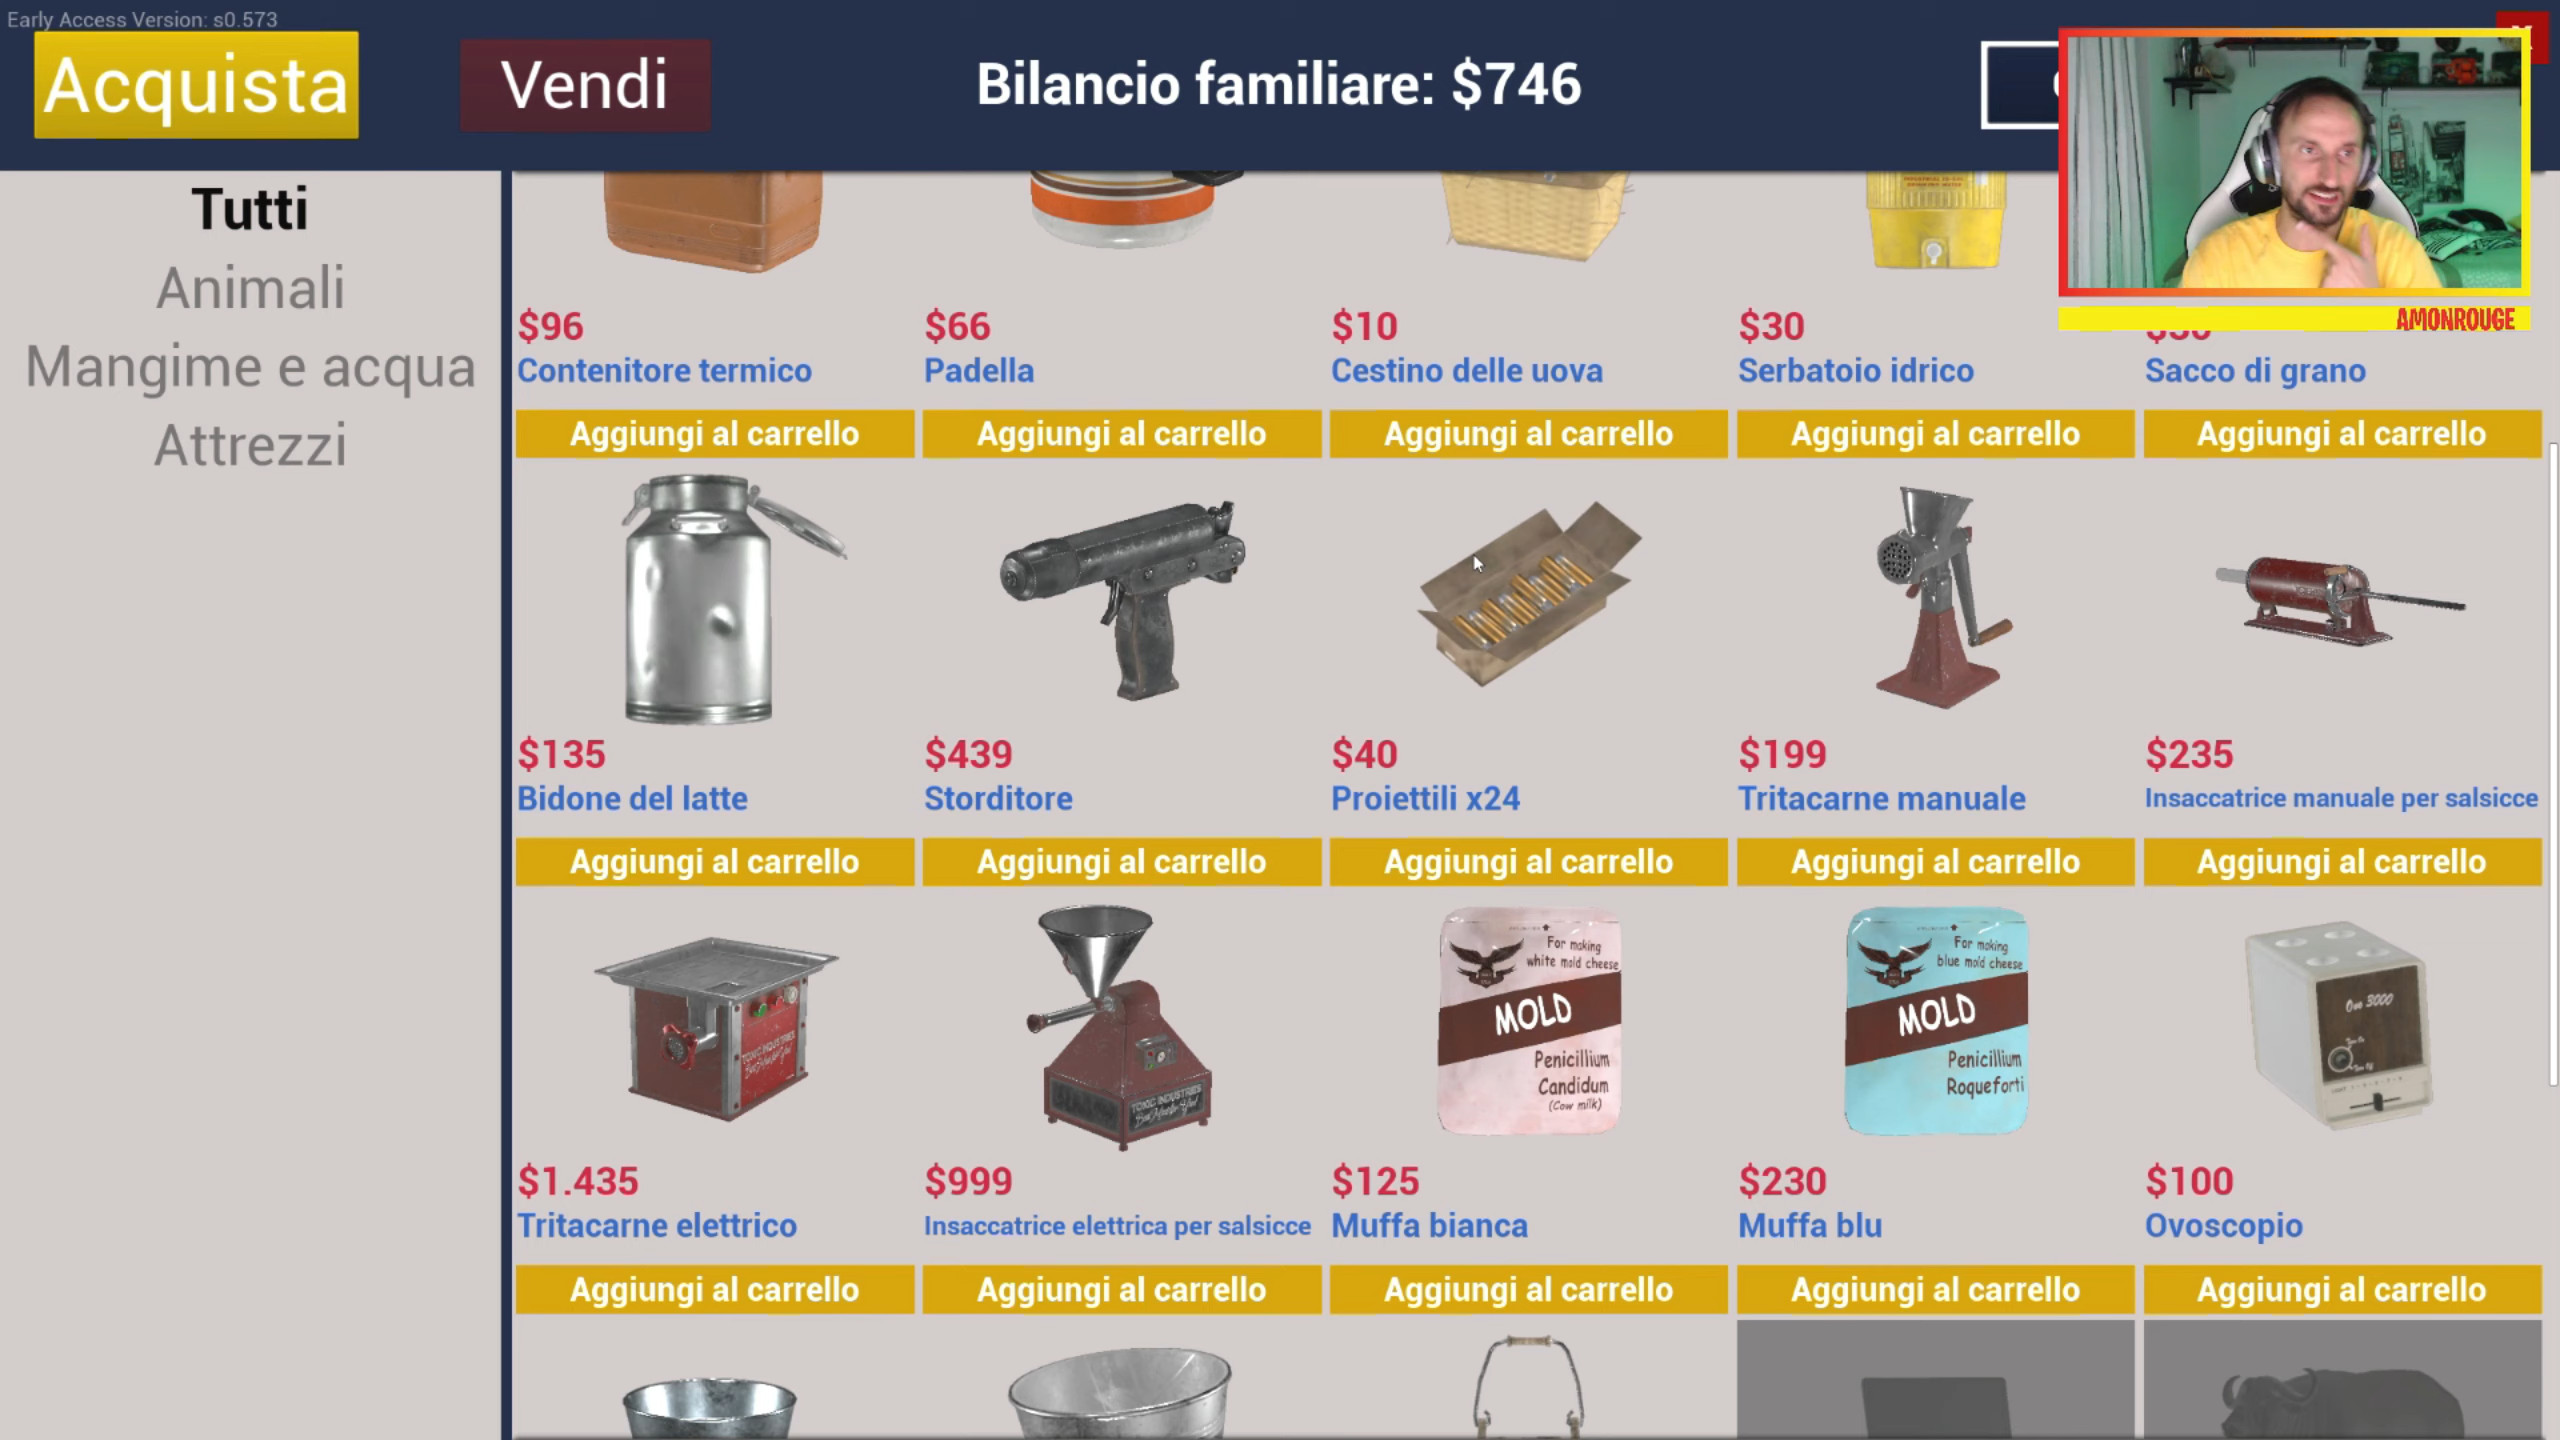 Early Access Version: s0.573
Acquista
Vendi
Bilancio familiare: $746
Tutti
Animali
Mangime e acqua
Attrezzi
AMONROUGE
$96
$66
$10
$30
Contenitore termico
Padella
Cestino delle uova
Serbatoio idrico
Sacco di grano
Aggiungi al carrello
Aggiungi al carrello
Aggiungi al carrello
Aggiungi al carrello
Aggiungi al carrello
$135
$439
$40
$199
$235
Bidone del latte
Storditore
Proiettili x24
Tritacarne manuale
Insaccatrice manuale per salsicce
Aggiungi al carrello
Aggiungi al carrello
Aggiungi al carrello
Aggiungi al carrello
Aggiungi al carrello
TOXIC INDUSTRIES
TOXIC INDUSTRIES
For making
white mold cheese
MOLD
Penicillium
Candidum
(Cow milk)
For making
blue mold cheese
MOLD
Penicillium
Roqueforti
Ovo 3000
$1.435
$999
$125
$230
$100
Tritacarne elettrico
Insaccatrice elettrica per salsicce
Muffa bianca
Muffa blu
Ovoscopio
Aggiungi al carrello
Aggiungi al carrello
Aggiungi al carrello
Aggiungi al carrello
Aggiungi al carrello